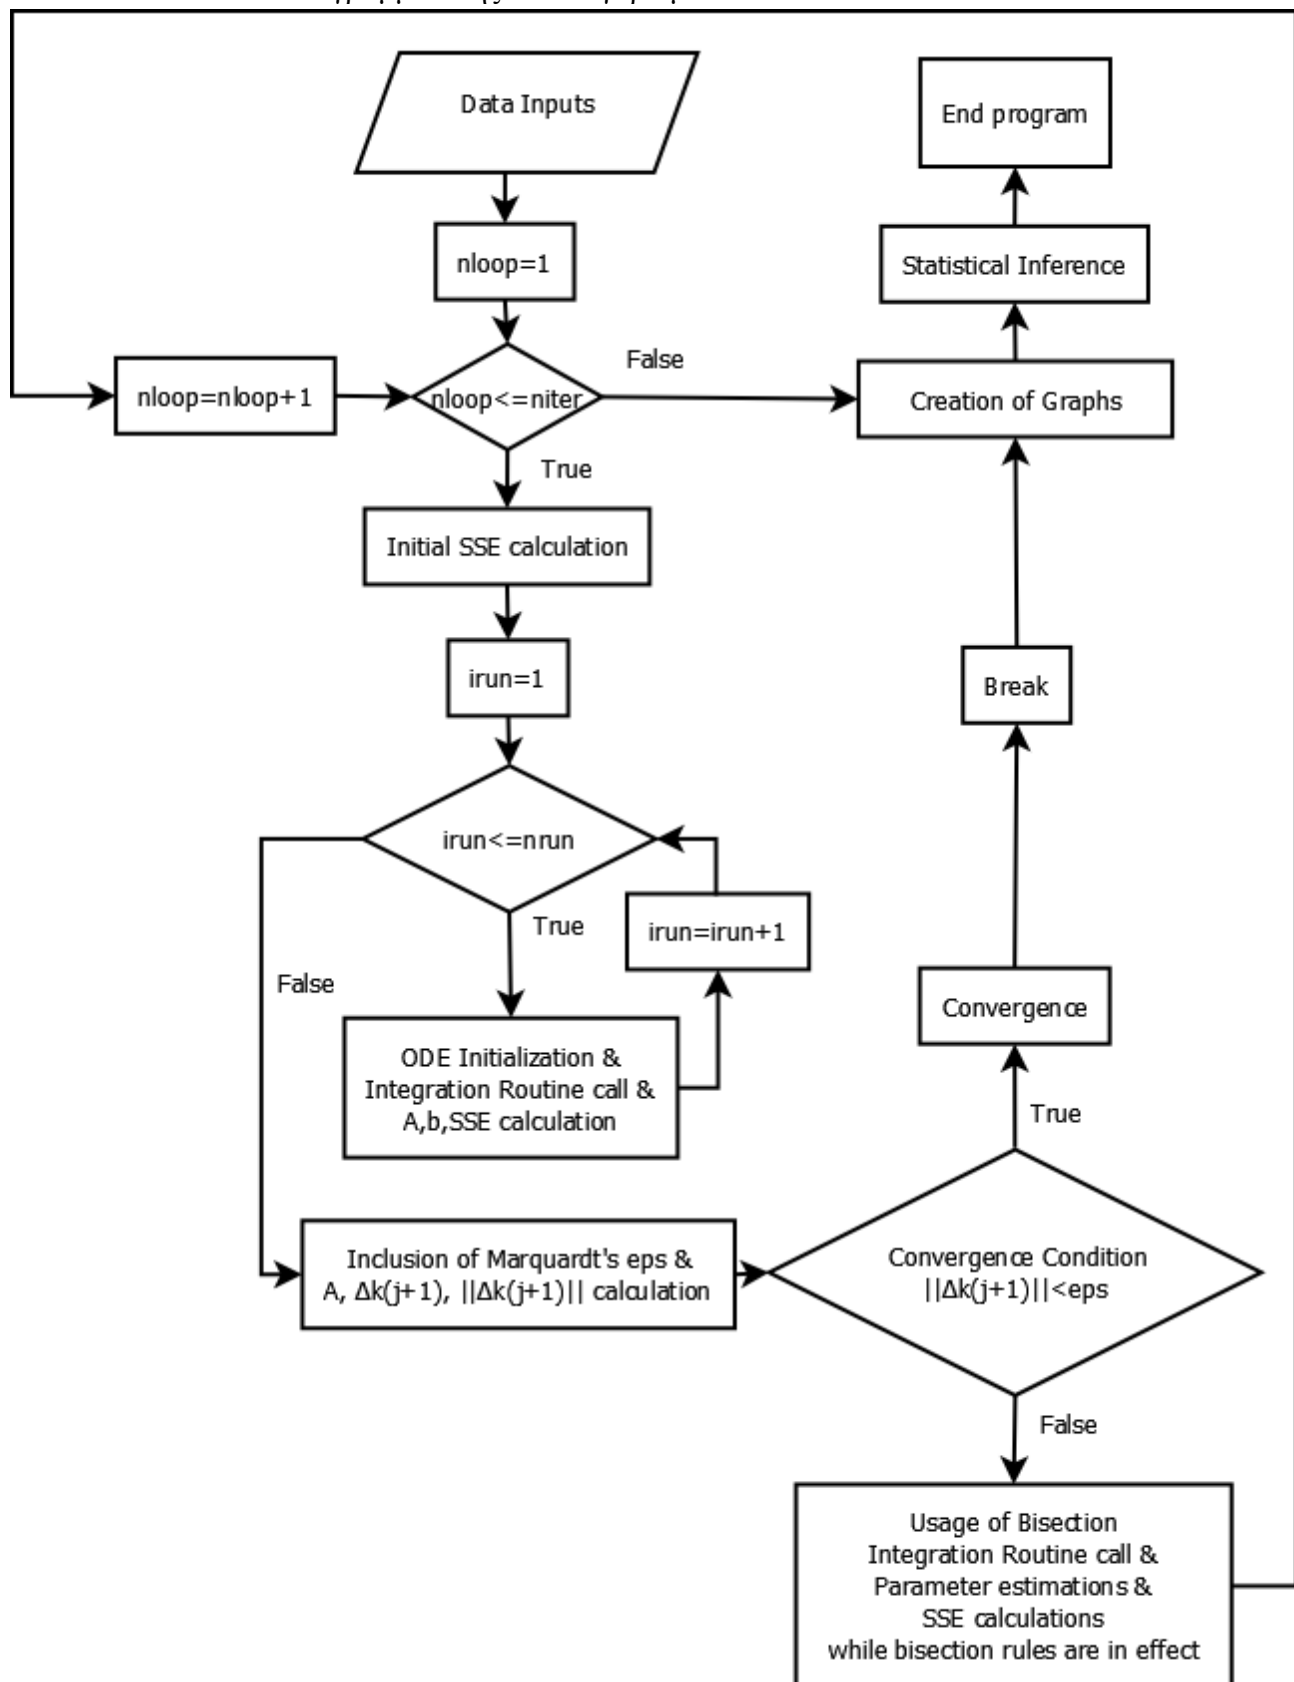 Data Inputs
End program
nloop=1
Statistical Inference
False
nloop=nloop+1
nloop<=niter
Creation of Graphs
True
Initial SSE calculation
irun=1
Break
irun<=nrun
True
irun=irun+1
False
Convergence
ODE Initialization &
Integration Routine call &
A,b,SSE calculation
True
Inclusion of Marquardt's eps &
A, Δk(j+1), ||Δk(j+1)|| calculation
Convergence Condition
||Δk(j+1)||<eps
False
Usage of Bisection
Integration Routine call &
Parameter estimations &
SSE calculations
while bisection rules are in effect